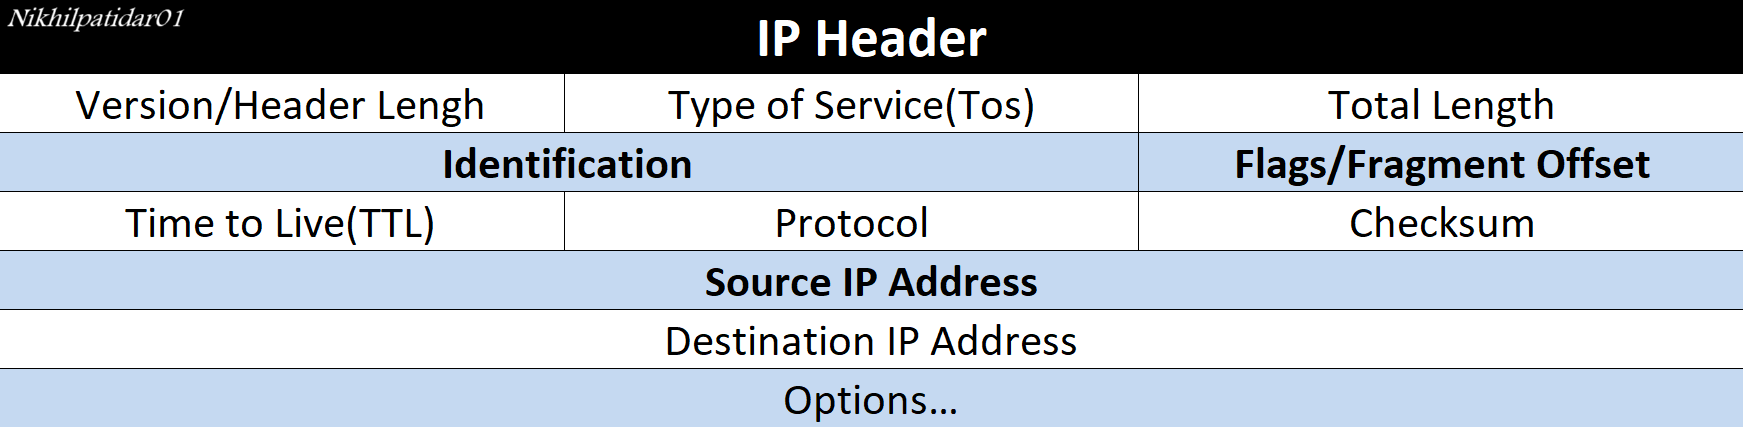 Nikhilpatidar01
IP Header
Version/Header Lengh Type of Service(Tos) Total Length
Identification Flags/Fragment Offset
Time to Live(TTL) Protocol Checksum
Source IP Address
Destination IP Address
Options...